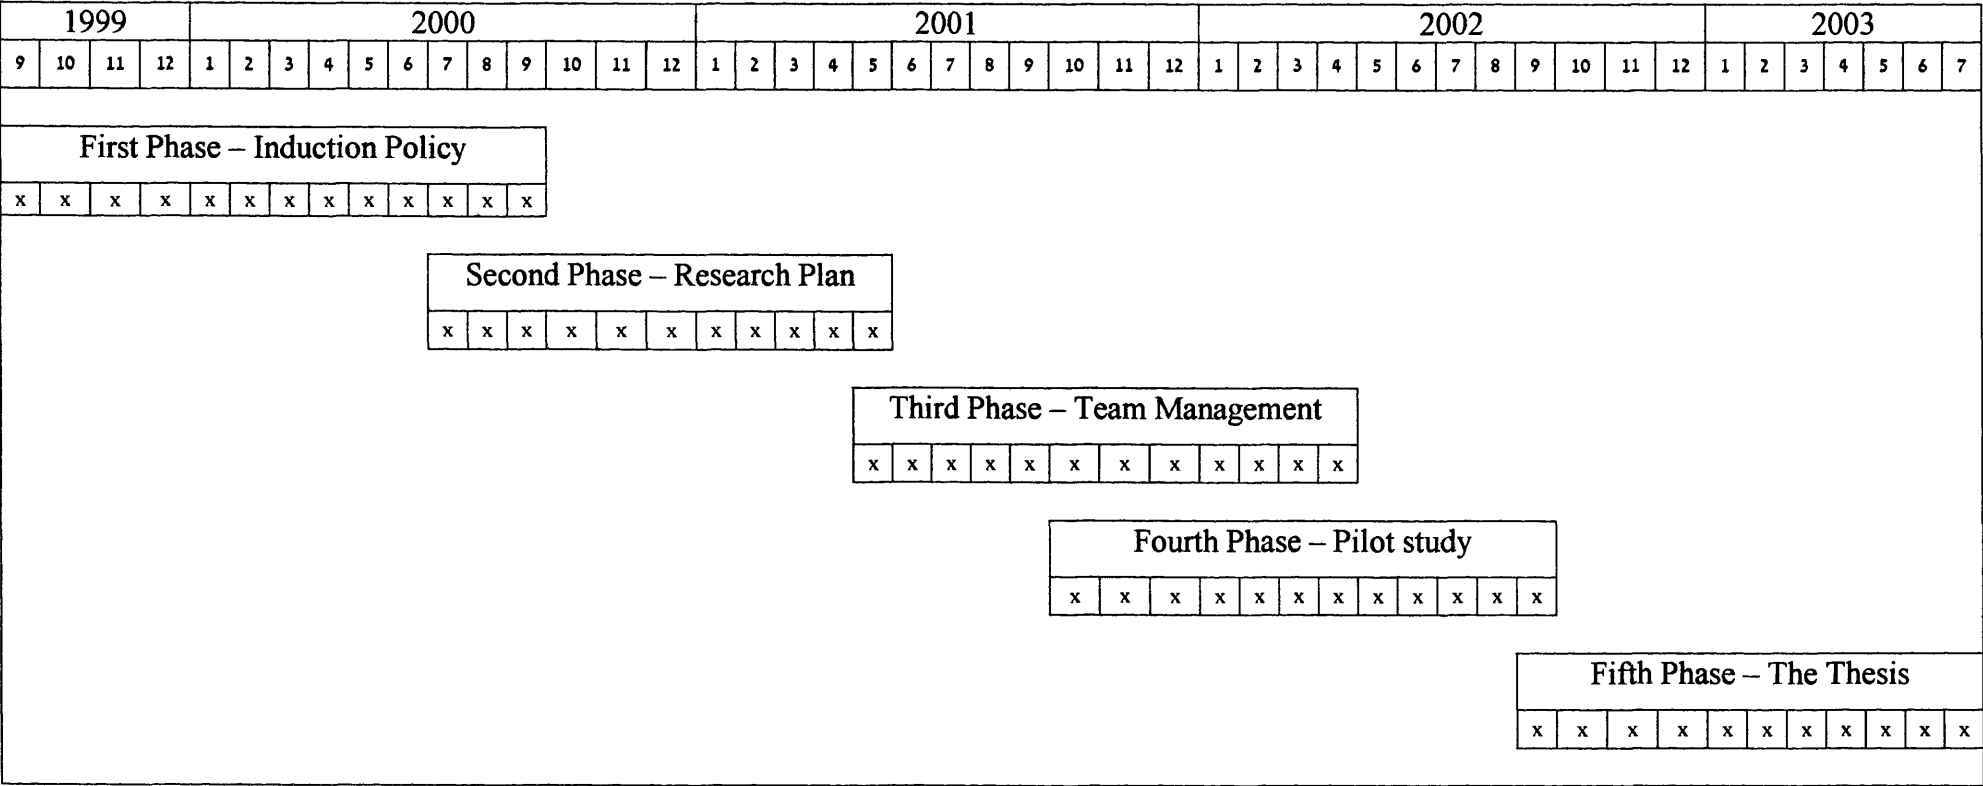 1999 2000 2001 2002 2003
9 10 11 12 1 2 3 4 5 6 7 8 9 10 11 12 1 2 3 4 5 6 7 8 9 10 11 12 1 2 3 4 5 6 7 8 9 10 11 12 1 2 3 4 5 6 7
First Phase – Induction Policy
x x x x x x x x x x x x x
Second Phase – Research Plan
x x x x x x x x x x x
Third Phase – Team Management
x x x x x x x x x x x x
Fourth Phase – Pilot study
x x x x x x x x x x x x
Fifth Phase – The Thesis
x x x x x x x x x x x